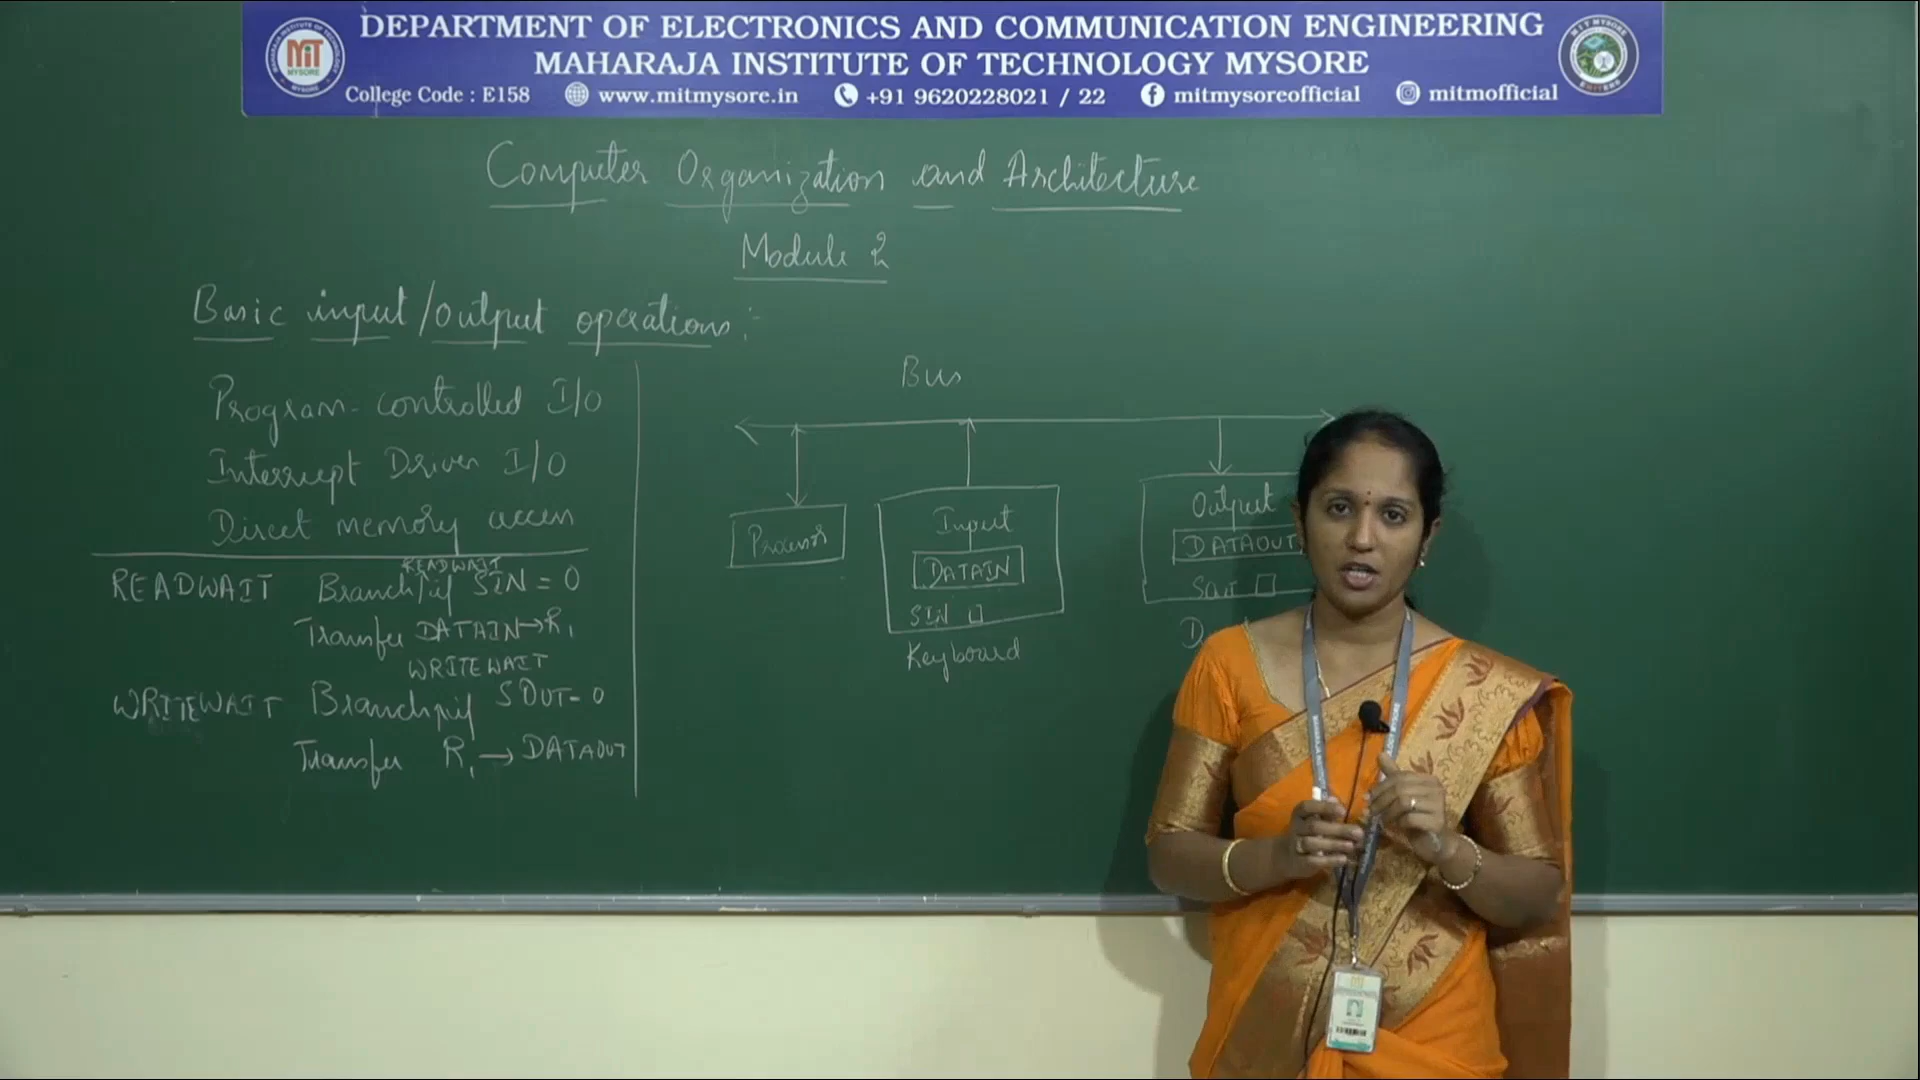 DEPARTMENT OF ELECTRONICS AND COMMUNICATION ENGINEERING
MAHARAJA INSTITUTE OF TECHNOLOGY MYSORE
College Code : E158 www.mitmysore.in +91 9620228021 / 22 mitmysoreofficial mitmofficial
MIT
MYSORE
Computer Organization and Architecture
Module 2
Basic input/output operations:-
Program-controlled I/O
Interrupt Driven I/O
Direct memory access
READWAIT
READWAIT Branch if SIN = 0
Transfer DATAIN→R1
WRITEWAIT
WRITEWAIT Branch if SOUT=0
Transfer R1 → DATAOUT
Bus
Processor
Input
DATAIN
SIN
Keyboard
Output
DATAOUT
SOUT
D